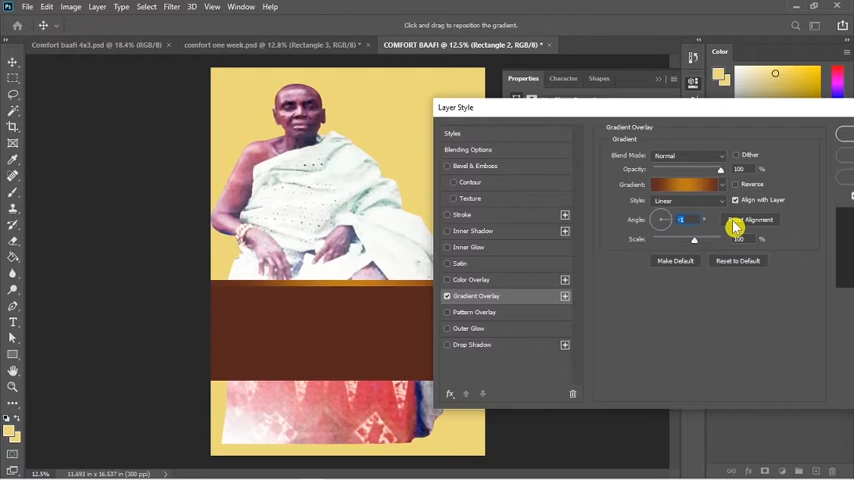 File Edit Image Layer Type Select Filter 3D View Window Help
Click and drag to reposition the gradient.
Comfort baafi 4x3.psd @ 18.4% (RGB/8) × comfort one week.psd @ 12.8% (Rectangle 3, RGB/8) * × COMFORT BAAFI @ 12.5% (Rectangle 2, RGB/8) * ×
Color
Properties Character Shapes
Layer Style
Styles
Blending Options
Bevel & Emboss
Contour
Texture
Stroke
Inner Shadow
Inner Glow
Satin
Color Overlay
Gradient Overlay
Pattern Overlay
Outer Glow
Drop Shadow
fx
Gradient Overlay
Gradient
Blend Mode: Normal Dither
Opacity: 100 %
Gradient: Reverse
Style: Linear Align with Layer
Angle: °  Alignment
Scale: 100 %
Make Default Reset to Default
12.5% 11.693 in x 16.537 in (300 ppi)